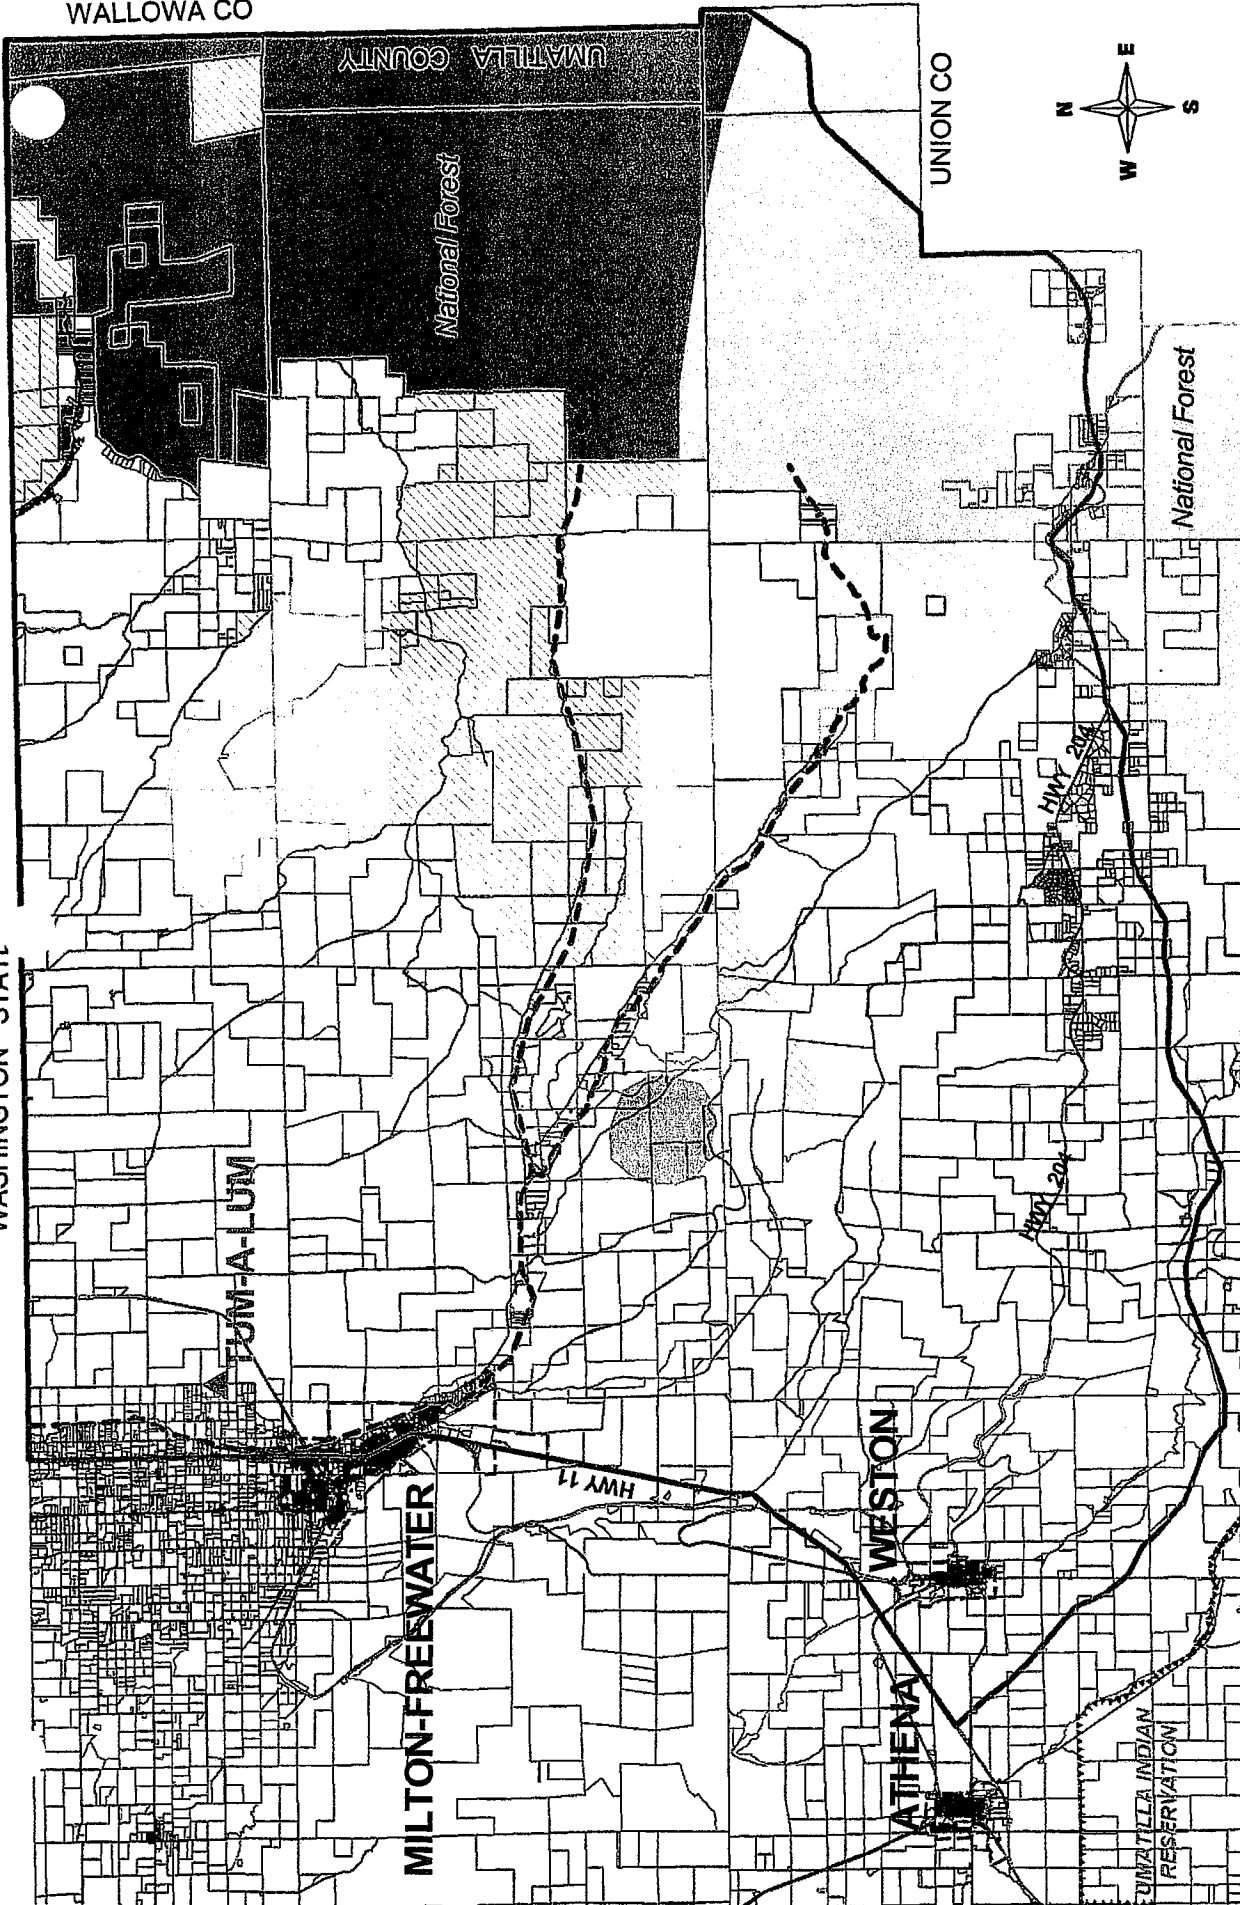 WALLOWA CO
UMATILLA
COUNTY
National Forest
UNION CO
N
E
S
W
National Forest
HWY 204
WASHINGTON STATE
TUM-A-LUM
HWY 204
HWY 11
MILTON-FREEWATER
WESTON
ATHENA
UMATILLA INDIAN
RESERVATION